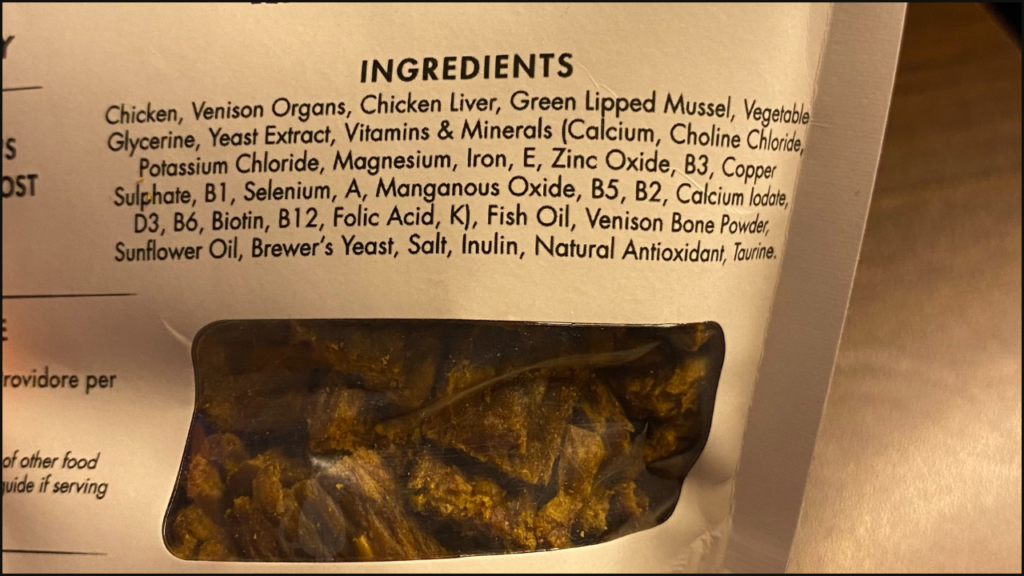 INGREDIENTS
Chicken, Venison Organs, Chicken Liver, Green Lipped Mussel, Vegetable
Glycerine, Yeast Extract, Vitamins & Minerals (Calcium, Choline Chloride,
Potassium Chloride, Magnesium, Iron, E, Zinc Oxide, B3, Copper
Sulphate, B1, Selenium, A, Manganous Oxide, B5, B2, Calcium Iodate,
D3, B6, Biotin, B12, Folic Acid, K), Fish Oil, Venison Bone Powder,
Sunflower Oil, Brewer's Yeast, Salt, Inulin, Natural Antioxidant, Taurine.
Y
S
OST
E
rovidore per
of other food
uide if serving